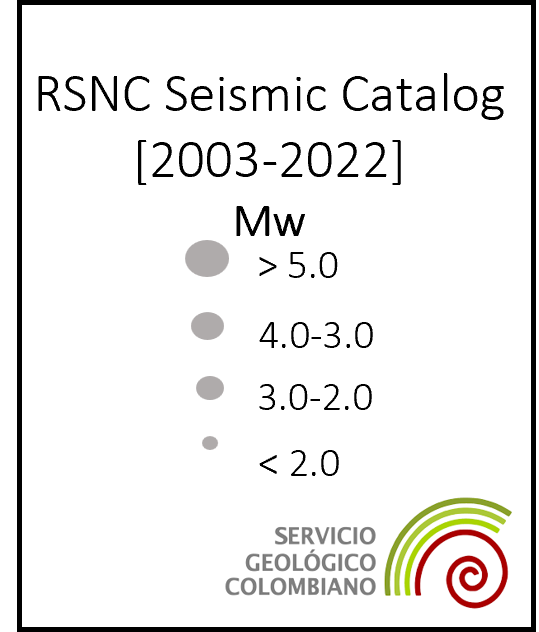 RSNC Seismic Catalog
[2003-2022]
Mw
> 5.0
4.0-3.0
3.0-2.0
< 2.0
SERVICIO
GEOLÓGICO
COLOMBIANO